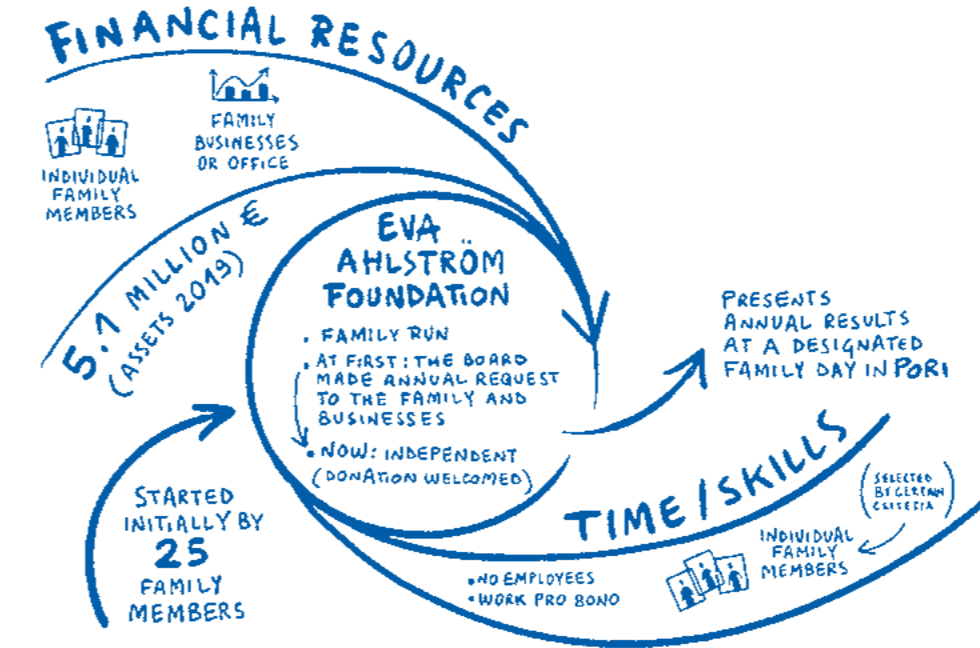 FINANCIAL RESOURCES
INDIVIDUAL
FAMILY
MEMBERS
FAMILY
BUSINESSES
OR OFFICE
5.1 MILLION €
(ASSETS 2019)
EVA
AHLSTRÖM
FOUNDATION
• FAMILY RUN
• AT FIRST: THE BOARD
MADE ANNUAL REQUEST
TO THE FAMILY AND
BUSINESSES
• NOW: INDEPENDENT
(DONATION WELCOMED)
STARTED
INITIALLY BY
25
FAMILY
MEMBERS
PRESENTS
ANNUAL RESULTS
AT A DESIGNATED
FAMILY DAY IN PORI
TIME/SKILLS
• NO EMPLOYEES
• WORK PRO BONO
INDIVIDUAL
FAMILY
MEMBERS
(SELECTED
BY CERTAIN
CRITERIA)